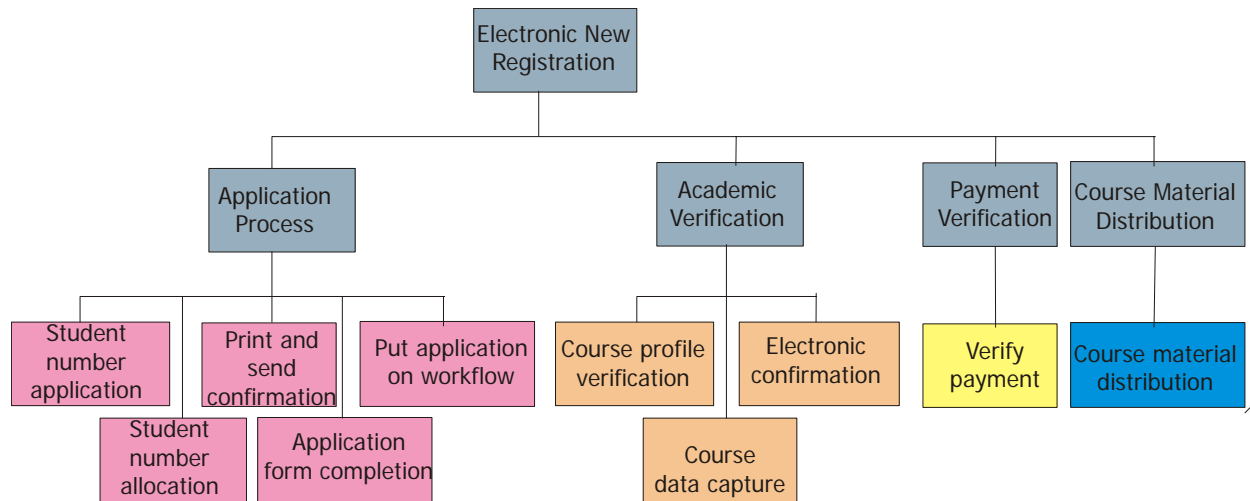 Electronic New
Registration
Application
Process
Academic
Verification
Payment
Verification
Course Material
Distribution
Student
number
application
Print and
send
confirmation
Put application
on workflow
Course profile
verification
Electronic
confirmation
Verify
payment
Course material
distribution
Student
number
allocation
Application
form completion
Course
data capture